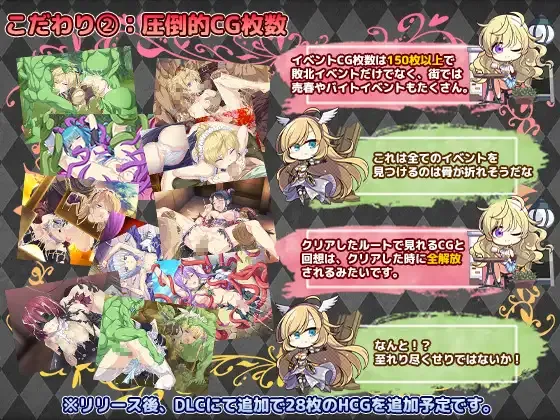 こだわり②：圧倒的CG枚数
イベントCG枚数は150枚以上で
敗北イベントだけでなく、街では
売春やバイトイベントもたくさん。
これは全てのイベントを
見つけるのは骨が折れそうだな
クリアしたルートで見れるCGと
回想は、クリアした時に全解放
されるみたいです。
なんと！？
至れり尽くせりではないか！
※リリース後、DLCにて追加で28枚のHCGを追加予定です。